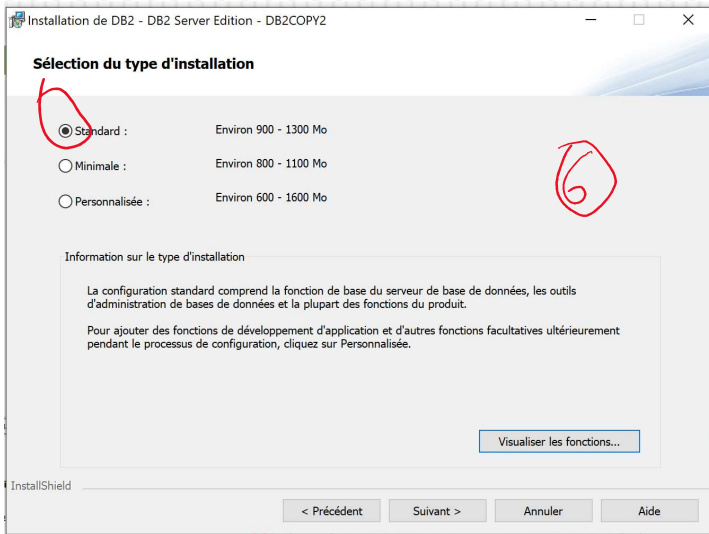 Installation de DB2 - DB2 Server Edition - DB2COPY2
Sélection du type d'installation
Standard : Environ 900 - 1300 Mo
Minimale : Environ 800 - 1100 Mo
Personnalisée : Environ 600 - 1600 Mo
6
Information sur le type d'installation
La configuration standard comprend la fonction de base du serveur de base de données, les outils
d'administration de bases de données et la plupart des fonctions du produit.
Pour ajouter des fonctions de développement d'application et d'autres fonctions facultatives ultérieurement
pendant le processus de configuration, cliquez sur Personnalisée.
Visualiser les fonctions...
InstallShield
< Précédent Suivant > Annuler Aide